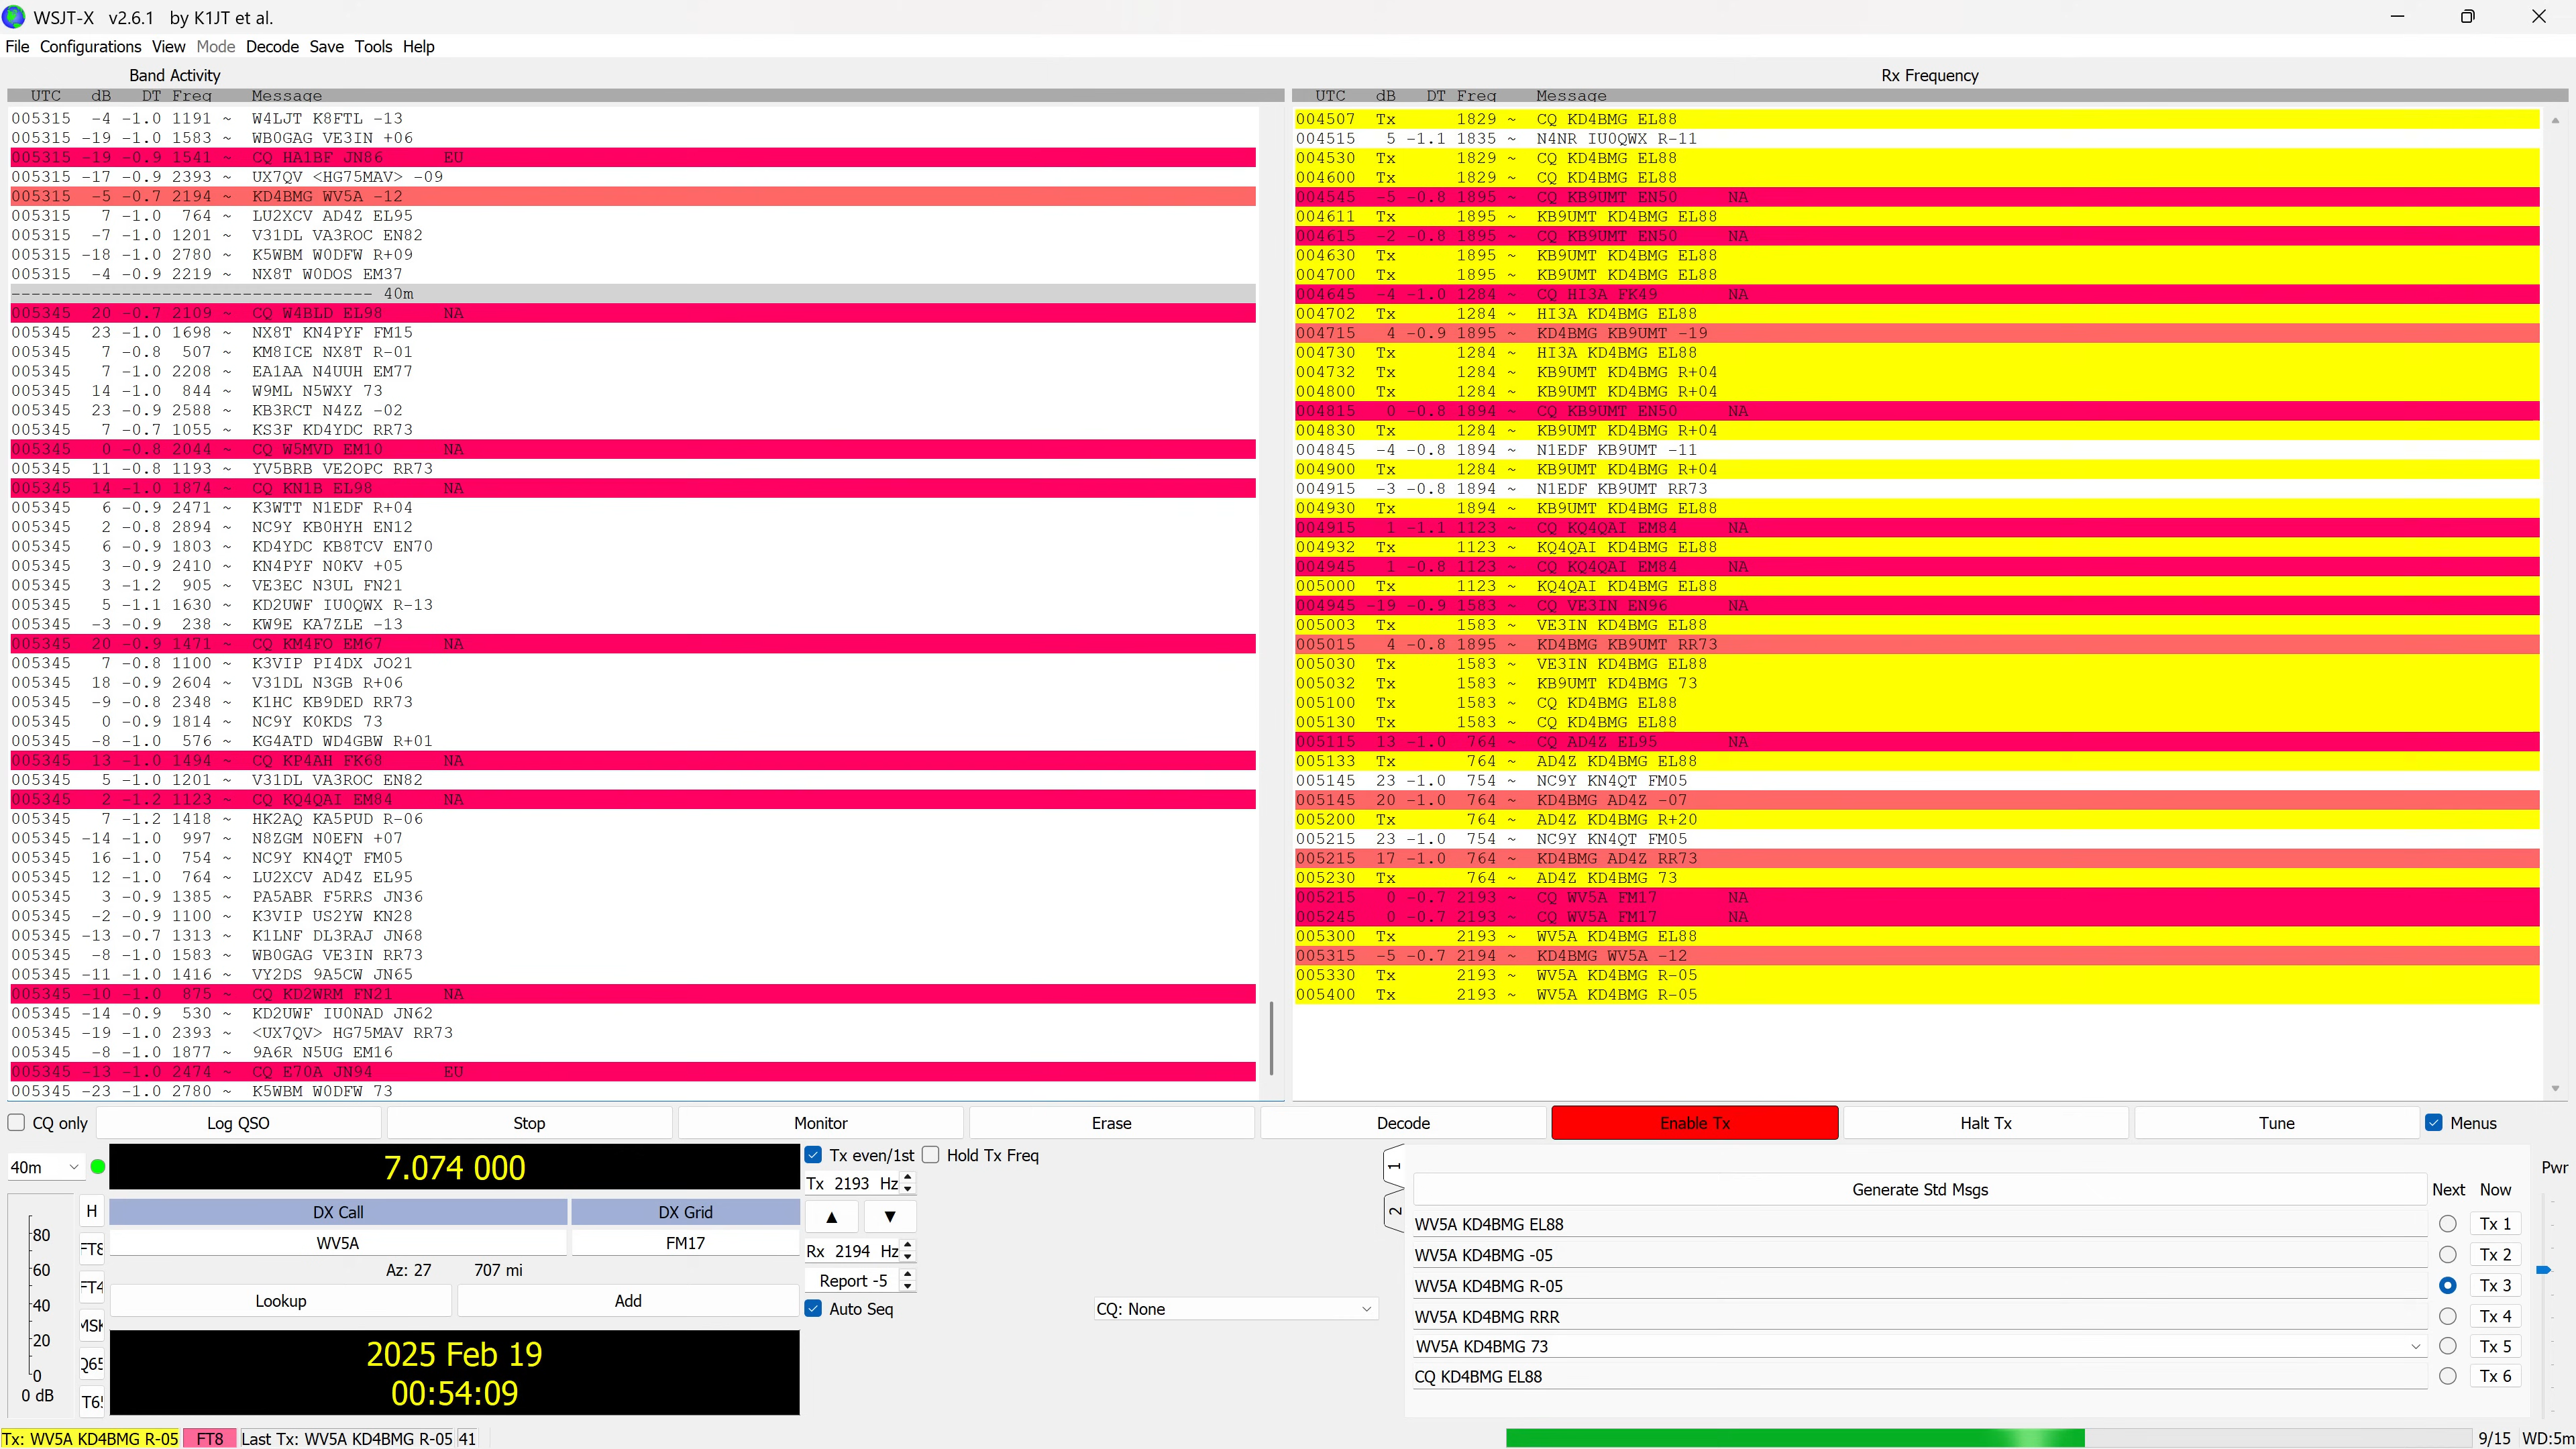 WSJT-X v2.6.1 by K1JT et al.
File Configurations View Mode Decode Save Tools Help
Band Activity
UTC dB DT Freq Message
005315 -4 -1.0 1191 ~ W4LJT K8FTL -13
005315 -19 -1.0 1583 ~ WB0GAG VE3IN +06
005315 -19 -0.9 1541 ~ CQ HA1BF JN86 EU
005315 -17 -0.9 2393 ~ UX7QV <HG75MAV> -09
005315 -5 -0.7 2194 ~ KD4BMG WV5A -12
005315 7 -1.0 764 ~ LU2XCV AD4Z EL95
005315 -7 -1.0 1201 ~ V31DL VA3ROC EN82
005315 -18 -1.0 2780 ~ K5WBM W0DFW R+09
005315 -4 -0.9 2219 ~ NX8T W0DOS EM37
------------------------------------ 40m
005345 20 -0.7 2109 ~ CQ W4BLD EL98 NA
005345 23 -1.0 1698 ~ NX8T KN4PYF FM15
005345 7 -0.8 507 ~ KM8ICE NX8T R-01
005345 7 -1.0 2208 ~ EA1AA N4UUH EM77
005345 14 -1.0 844 ~ W9ML N5WXY 73
005345 23 -0.9 2588 ~ KB3RCT N4ZZ -02
005345 7 -0.7 1055 ~ KS3F KD4YDC RR73
005345 0 -0.8 2044 ~ CQ W5MVD EM10 NA
005345 11 -0.8 1193 ~ YV5BRB VE2OPC RR73
005345 14 -1.0 1874 ~ CQ KN1B EL98 NA
005345 6 -0.9 2471 ~ K3WTT N1EDF R+04
005345 2 -0.8 2894 ~ NC9Y KB0HYH EN12
005345 6 -0.9 1803 ~ KD4YDC KB8TCV EN70
005345 3 -0.9 2410 ~ KN4PYF N0KV +05
005345 3 -1.2 905 ~ VE3EC N3UL FN21
005345 5 -1.1 1630 ~ KD2UWF IU0QWX R-13
005345 -3 -0.9 238 ~ KW9E KA7ZLE -13
005345 20 -0.9 1471 ~ CQ KM4FO EM67 NA
005345 7 -0.8 1100 ~ K3VIP PI4DX JO21
005345 18 -0.9 2604 ~ V31DL N3GB R+06
005345 -9 -0.8 2348 ~ K1HC KB9DED RR73
005345 0 -0.9 1814 ~ NC9Y K0KDS 73
005345 -8 -1.0 576 ~ KG4ATD WD4GBW R+01
005345 13 -1.0 1494 ~ CQ KP4AH FK68 NA
005345 5 -1.0 1201 ~ V31DL VA3ROC EN82
005345 2 -1.2 1123 ~ CQ KQ4QAI EM84 NA
005345 7 -1.2 1418 ~ HK2AQ KA5PUD R-06
005345 -14 -1.0 997 ~ N8ZGM N0EFN +07
005345 16 -1.0 754 ~ NC9Y KN4QT FM05
005345 12 -1.0 764 ~ LU2XCV AD4Z EL95
005345 3 -0.9 1385 ~ PA5ABR F5RRS JN36
005345 -2 -0.9 1100 ~ K3VIP US2YW KN28
005345 -13 -0.7 1313 ~ K1LNF DL3RAJ JN68
005345 -8 -1.0 1583 ~ WB0GAG VE3IN RR73
005345 -11 -1.0 1416 ~ VY2DS 9A5CW JN65
005345 -10 -1.0 875 ~ CQ KD2WRM FN21 NA
005345 -14 -0.9 530 ~ KD2UWF IU0NAD JN62
005345 -19 -1.0 2393 ~ <UX7QV> HG75MAV RR73
005345 -8 -1.0 1877 ~ 9A6R N5UG EM16
005345 -13 -1.0 2474 ~ CQ E70A JN94 EU
005345 -23 -1.0 2780 ~ K5WBM W0DFW 73
Rx Frequency
UTC dB DT Freq Message
004507 Tx 1829 ~ CQ KD4BMG EL88
004515 5 -1.1 1835 ~ N4NR IU0QWX R-11
004530 Tx 1829 ~ CQ KD4BMG EL88
004600 Tx 1829 ~ CQ KD4BMG EL88
004545 -5 -0.8 1895 ~ CQ KB9UMT EN50 NA
004611 Tx 1895 ~ KB9UMT KD4BMG EL88
004615 -2 -0.8 1895 ~ CQ KB9UMT EN50 NA
004630 Tx 1895 ~ KB9UMT KD4BMG EL88
004700 Tx 1895 ~ KB9UMT KD4BMG EL88
004645 -4 -1.0 1284 ~ CQ HI3A FK49 NA
004702 Tx 1284 ~ HI3A KD4BMG EL88
004715 4 -0.9 1895 ~ KD4BMG KB9UMT -19
004730 Tx 1284 ~ HI3A KD4BMG EL88
004732 Tx 1284 ~ KB9UMT KD4BMG R+04
004800 Tx 1284 ~ KB9UMT KD4BMG R+04
004815 0 -0.8 1894 ~ CQ KB9UMT EN50 NA
004830 Tx 1284 ~ KB9UMT KD4BMG R+04
004845 -4 -0.8 1894 ~ N1EDF KB9UMT -11
004900 Tx 1284 ~ KB9UMT KD4BMG R+04
004915 -3 -0.8 1894 ~ N1EDF KB9UMT RR73
004930 Tx 1894 ~ KB9UMT KD4BMG EL88
004915 1 -1.1 1123 ~ CQ KQ4QAI EM84 NA
004932 Tx 1123 ~ KQ4QAI KD4BMG EL88
004945 1 -0.8 1123 ~ CQ KQ4QAI EM84 NA
005000 Tx 1123 ~ KQ4QAI KD4BMG EL88
004945 -19 -0.9 1583 ~ CQ VE3IN EN96 NA
005003 Tx 1583 ~ VE3IN KD4BMG EL88
005015 4 -0.8 1895 ~ KD4BMG KB9UMT RR73
005030 Tx 1583 ~ VE3IN KD4BMG EL88
005032 Tx 1583 ~ KB9UMT KD4BMG 73
005100 Tx 1583 ~ CQ KD4BMG EL88
005130 Tx 1583 ~ CQ KD4BMG EL88
005115 13 -1.0 764 ~ CQ AD4Z EL95 NA
005133 Tx 764 ~ AD4Z KD4BMG EL88
005145 23 -1.0 754 ~ NC9Y KN4QT FM05
005145 20 -1.0 764 ~ KD4BMG AD4Z -07
005200 Tx 764 ~ AD4Z KD4BMG R+20
005215 23 -1.0 754 ~ NC9Y KN4QT FM05
005215 17 -1.0 764 ~ KD4BMG AD4Z RR73
005230 Tx 764 ~ AD4Z KD4BMG 73
005215 0 -0.7 2193 ~ CQ WV5A FM17 NA
005245 0 -0.7 2193 ~ CQ WV5A FM17 NA
005300 Tx 2193 ~ WV5A KD4BMG EL88
005315 -5 -0.7 2194 ~ KD4BMG WV5A -12
005330 Tx 2193 ~ WV5A KD4BMG R-05
005400 Tx 2193 ~ WV5A KD4BMG R-05
CQ only Log QSO Stop Monitor Erase Decode Enable Tx Halt Tx Tune Menus
40m 7.074 000
80
60
40
20
0
0 dB
H
FT8
FT4
MSK
Q65
T65
DX Call DX Grid
WV5A FM17
Az: 27 707 mi
Lookup Add
2025 Feb 19
00:54:09
Tx even/1st Hold Tx Freq
Tx 2193 Hz
▲ ▼
Rx 2194 Hz
Report -5
Auto Seq CQ: None
1
2
Generate Std Msgs Next Now Pwr
WV5A KD4BMG EL88 Tx 1
WV5A KD4BMG -05 Tx 2
WV5A KD4BMG R-05 Tx 3
WV5A KD4BMG RRR Tx 4
WV5A KD4BMG 73 Tx 5
CQ KD4BMG EL88 Tx 6
Tx: WV5A KD4BMG R-05 FT8 Last Tx: WV5A KD4BMG R-05 41 9/15 WD:5m